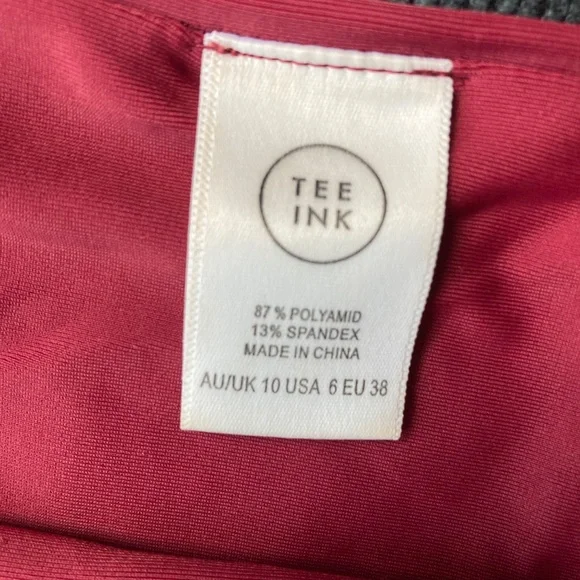 TEE
INK
87 % POLYAMID
13% SPANDEX
MADE IN CHINA
AU/UK 10 USA 6 EU 38